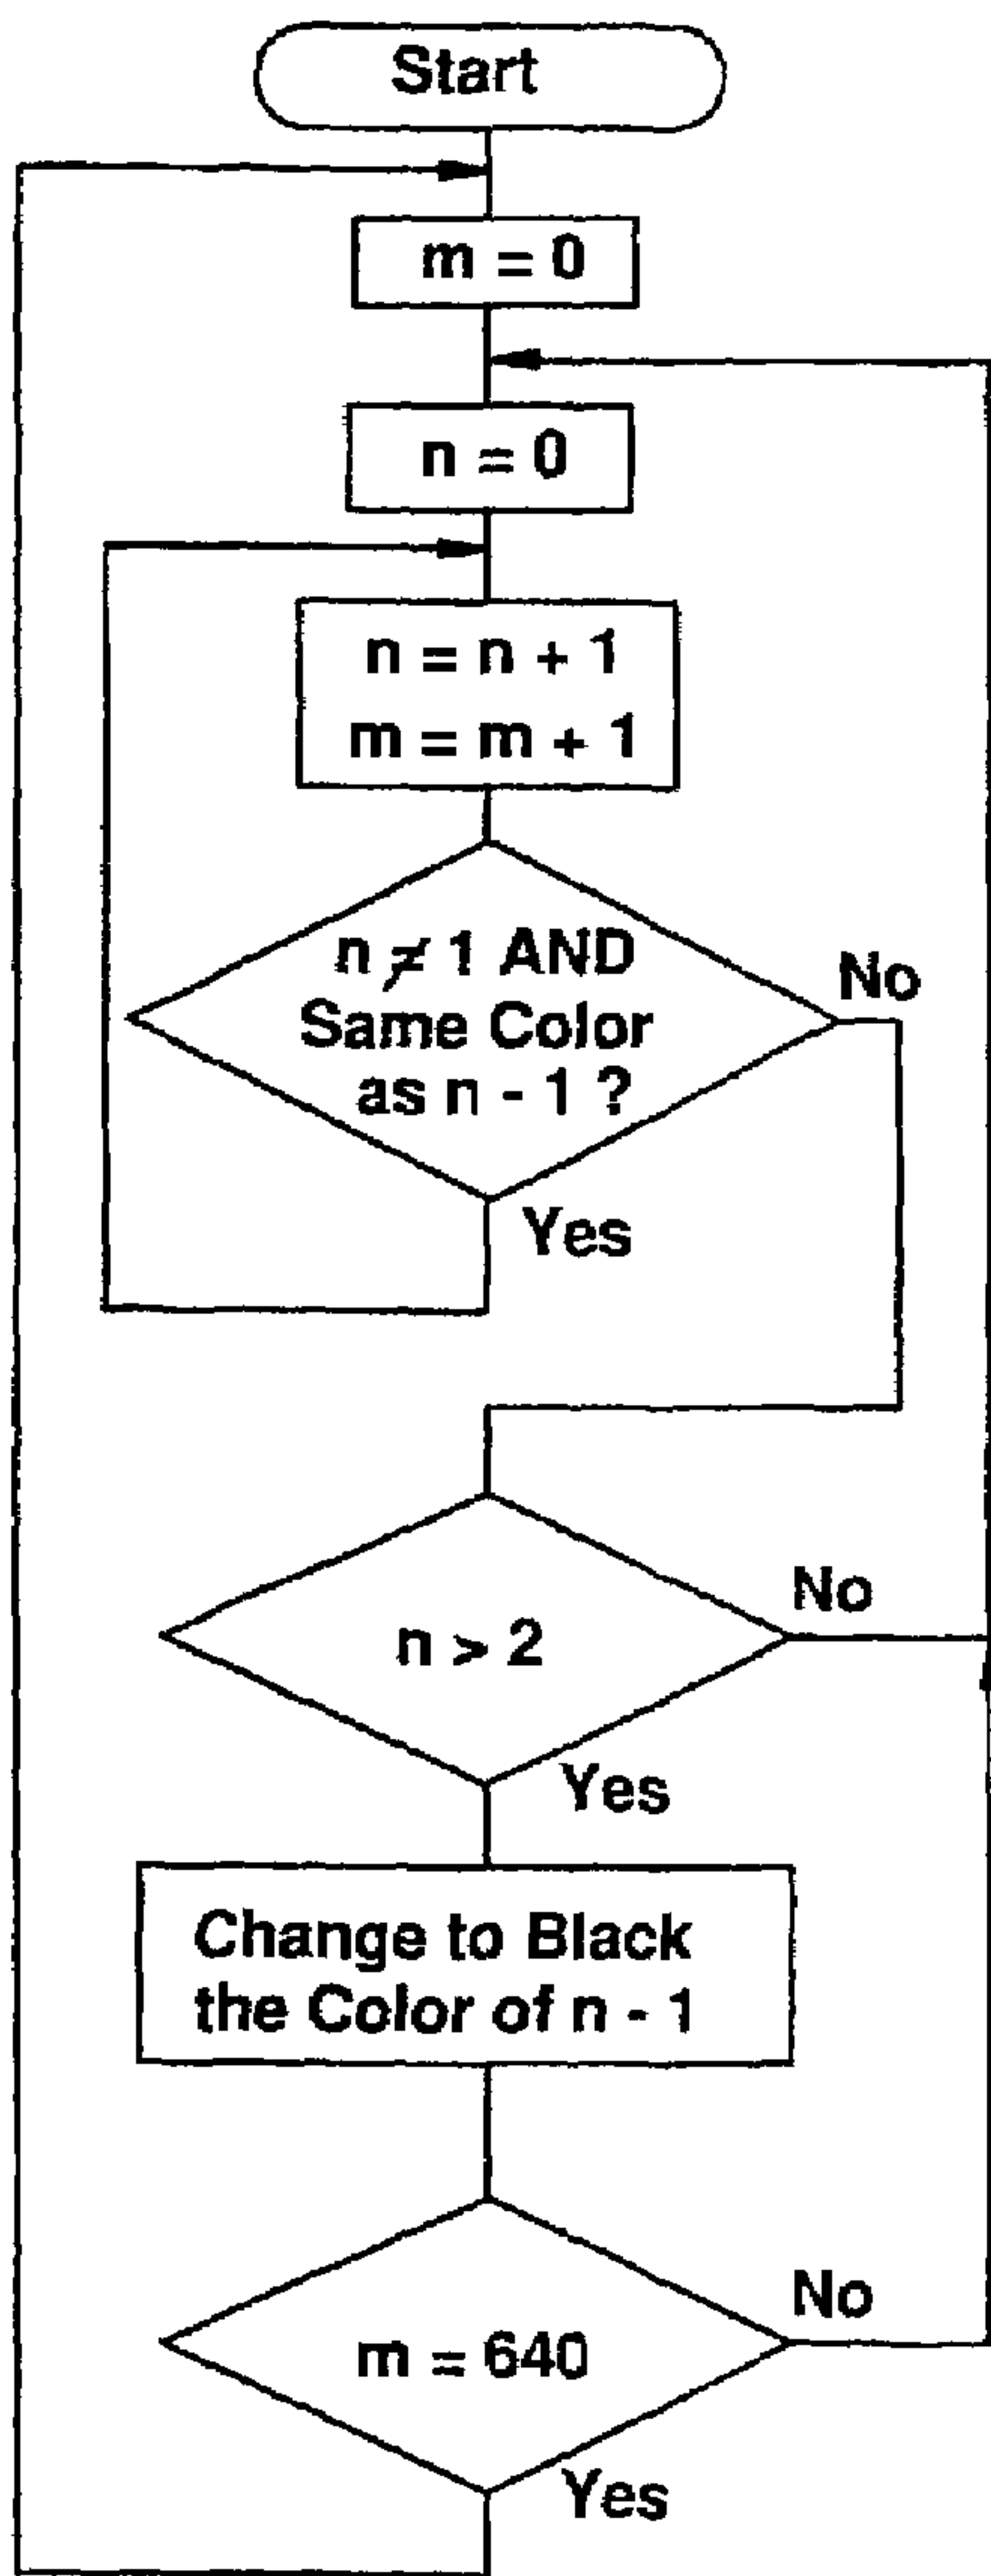 Start
m = 0
n = 0
n = n + 1
m = m + 1
n ≠ 1 AND
Same Color
as n - 1 ?
No
Yes
n > 2
No
Yes
Change to Black
the Color of n - 1
m = 640
No
Yes